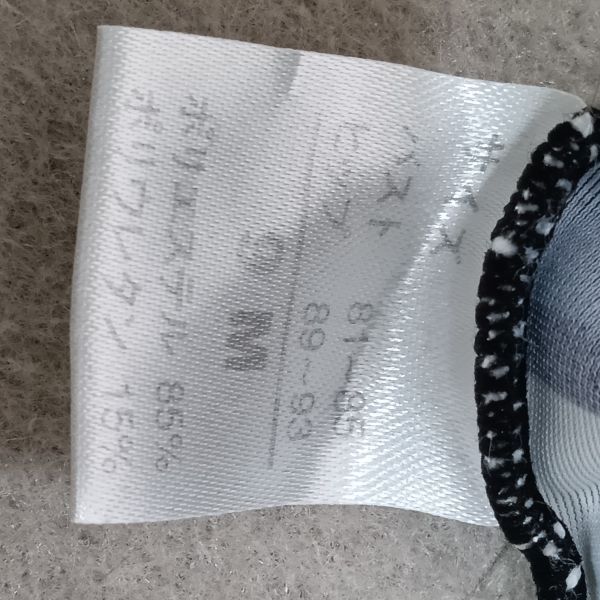 サイズ
バスト 81~85
ヒップ 89~93
9 M
ポリエステル 85%
ポリウレタン 15%